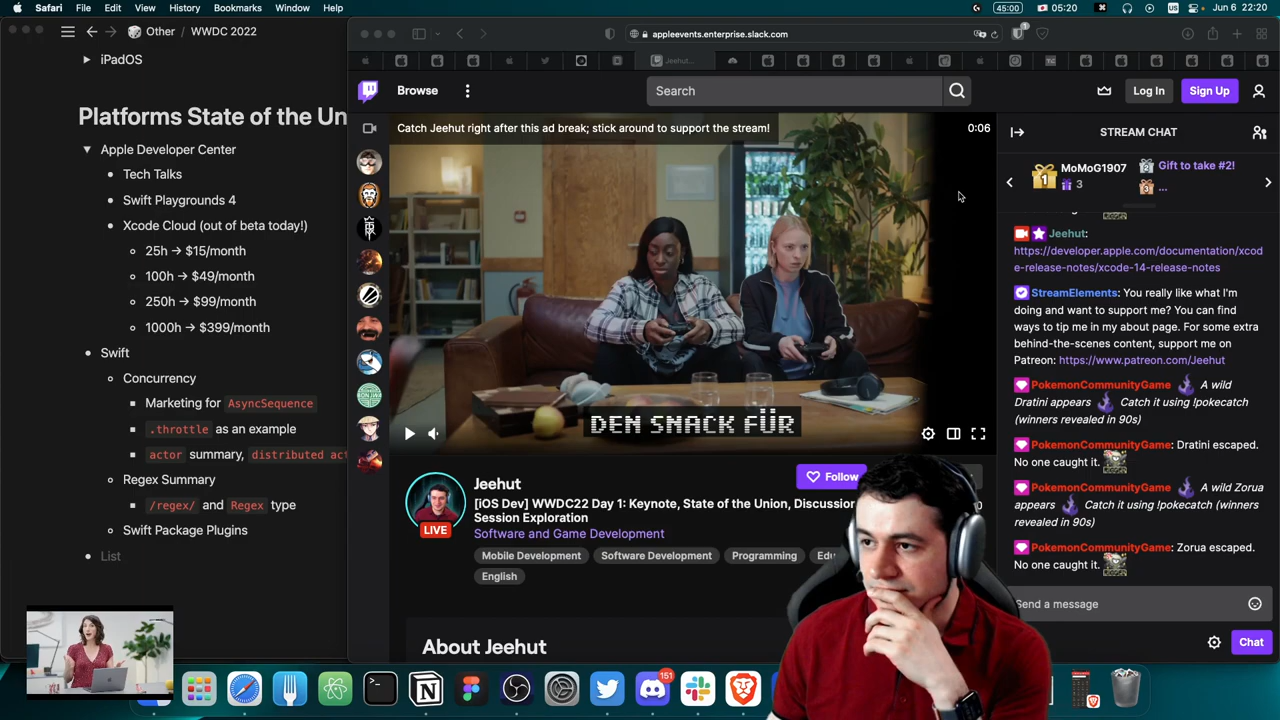 Safari File Edit View History Bookmarks Window Help
45:00 05:20 US Jun 6 22:20
Other / WWDC 2022
iPadOS
Platforms State of the Un
Apple Developer Center
Tech Talks
Swift Playgrounds 4
Xcode Cloud (out of beta today!)
25h → $15/month
100h → $49/month
250h → $99/month
1000h → $399/month
Swift
Concurrency
Marketing for AsyncSequence
.throttle as an example
actor summary, distributed act
Regex Summary
/regex/ and Regex type
Swift Package Plugins
List
appleevents.enterprise.slack.com
1
Jeehut...
Browse
Search
Log In
Sign Up
Catch Jeehut right after this ad break; stick around to support the stream!
0:06
DEN SNACK FÜR
LIVE
Jeehut
Follow
[iOS Dev] WWDC22 Day 1: Keynote, State of the Union, Discussion
Session Exploration
Software and Game Development
Mobile Development
Software Development
Programming
Edu
English
About Jeehut
STREAM CHAT
1
MoMoG1907
3
2
Gift to take #2!
3
...
Jeehut:
https://developer.apple.com/documentation/xcod
e-release-notes/xcode-14-release-notes
StreamElements: You really like what I'm
doing and want to support me? You can find
ways to tip me in my about page. For some extra
behind-the-scenes content, support me on
Patreon: https://www.patreon.com/Jeehut
PokemonCommunityGame A wild
Dratini appears Catch it using !pokecatch
(winners revealed in 90s)
PokemonCommunityGame: Dratini escaped.
No one caught it.
PokemonCommunityGame A wild Zorua
appears Catch it using !pokecatch (winners
revealed in 90s)
PokemonCommunityGame: Zorua escaped.
No one caught it.
Send a message
Chat
151